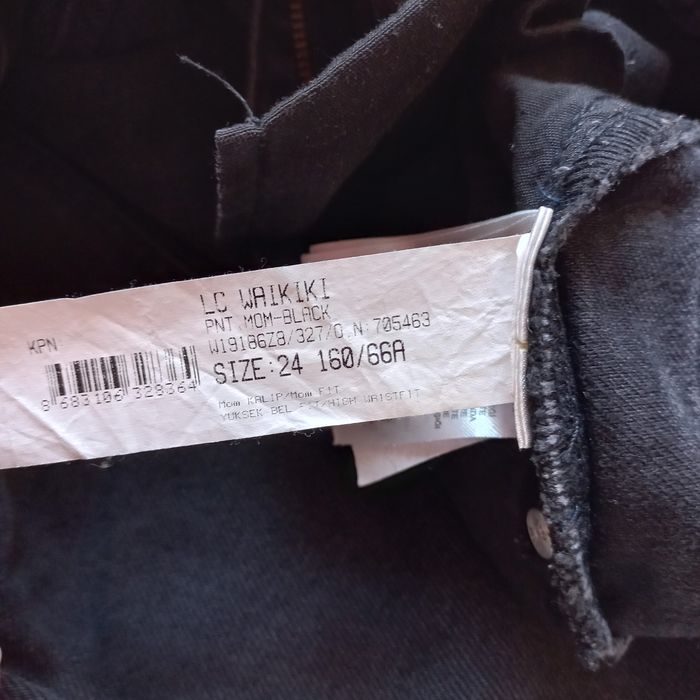 KPN
8 683106 328364
LC WAIKIKI
PNT.MOM-BLACK
W19186Z8/327/O N:705463
SIZE:24 160/66A
Mom KALIP/Mom FIT
YUKSEK BEL FIT/HIGH WAISTFIT